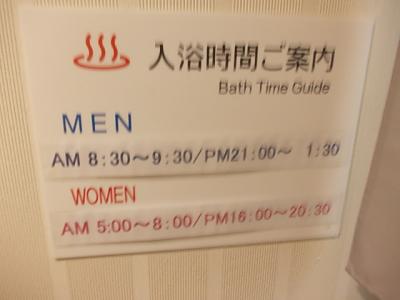 入浴時間ご案内
Bath Time Guide
MEN
AM 8:30〜9:30/PM21:00〜 1:30
WOMEN
AM 5:00〜8:00/PM16:00〜20:30